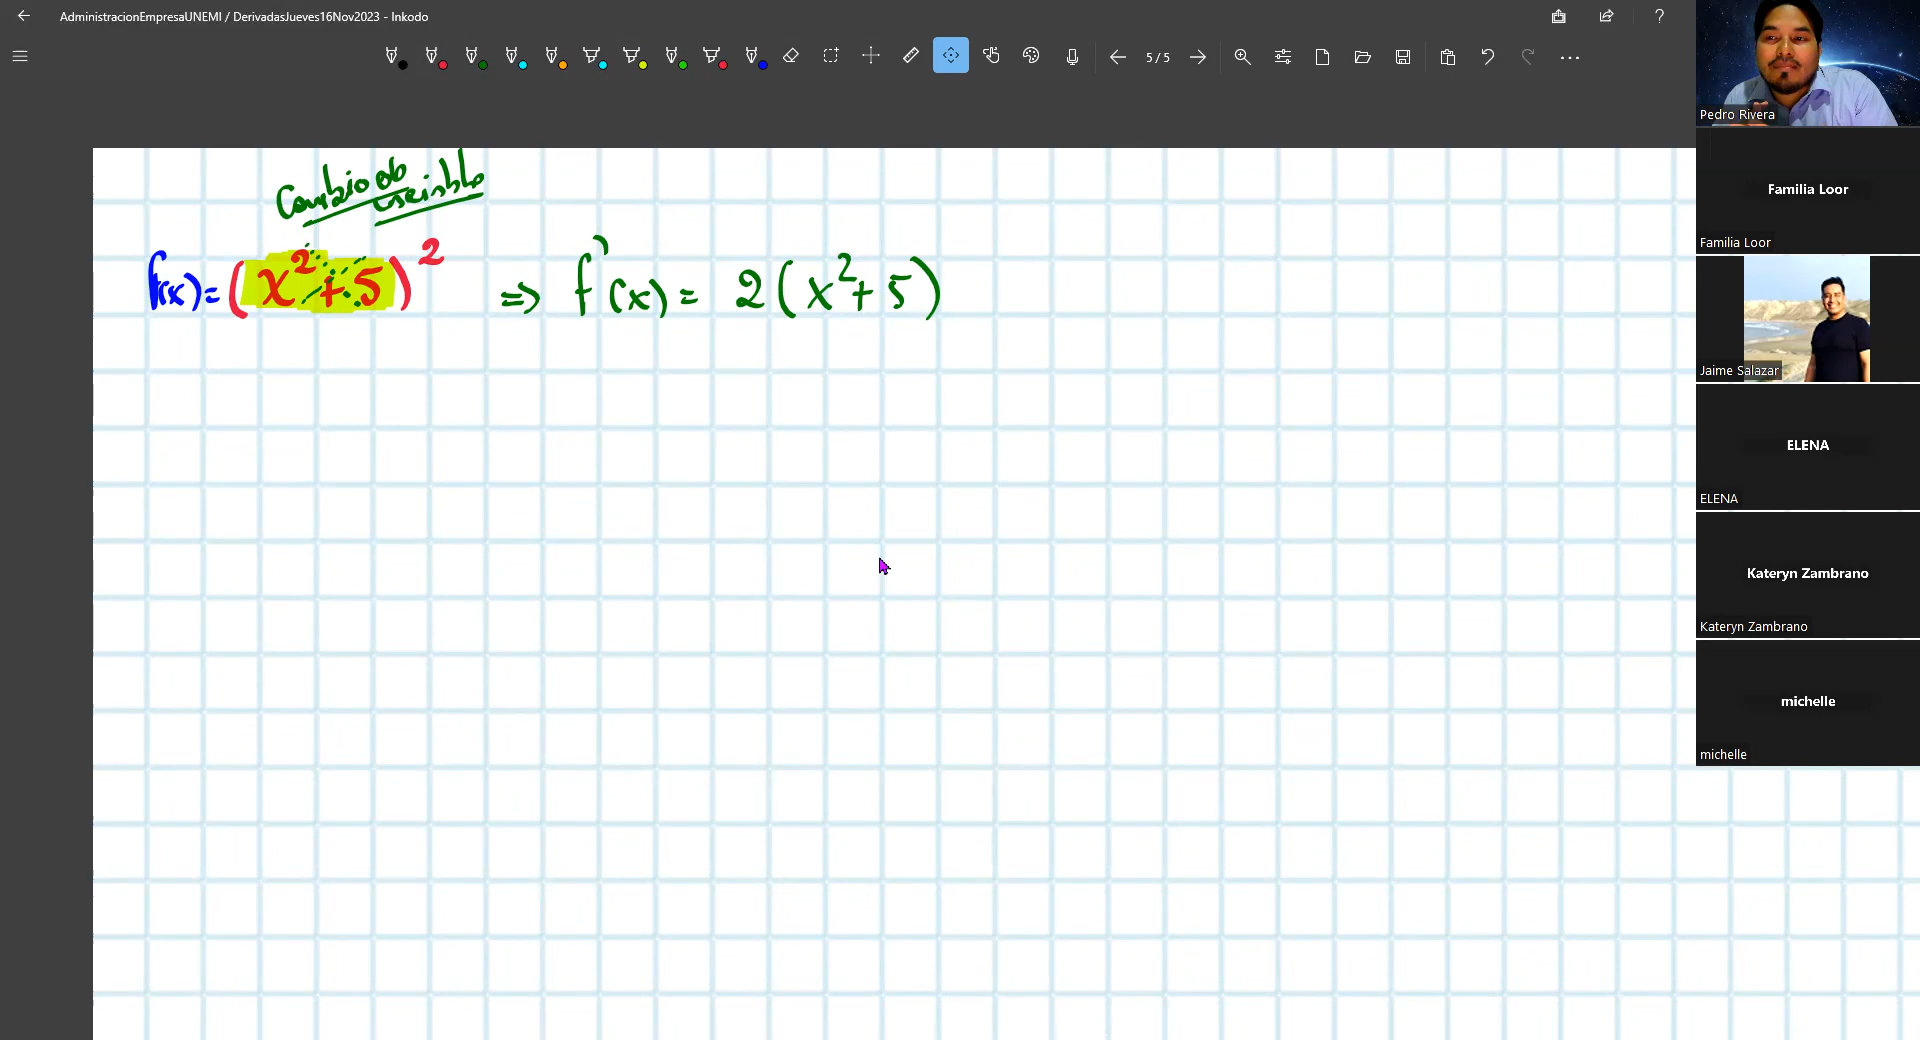 AdministracionEmpresaUNEMI / DerivadasJueves16Nov2023 - Inkodo
5 / 5
Cambio de
variable
f(x) = (x² + 5)² ⇒ f'(x) = 2(x² + 5)
Pedro Rivera
Familia Loor
Familia Loor
Jaime Salazar
ELENA
ELENA
Kateryn Zambrano
Kateryn Zambrano
michelle
michelle